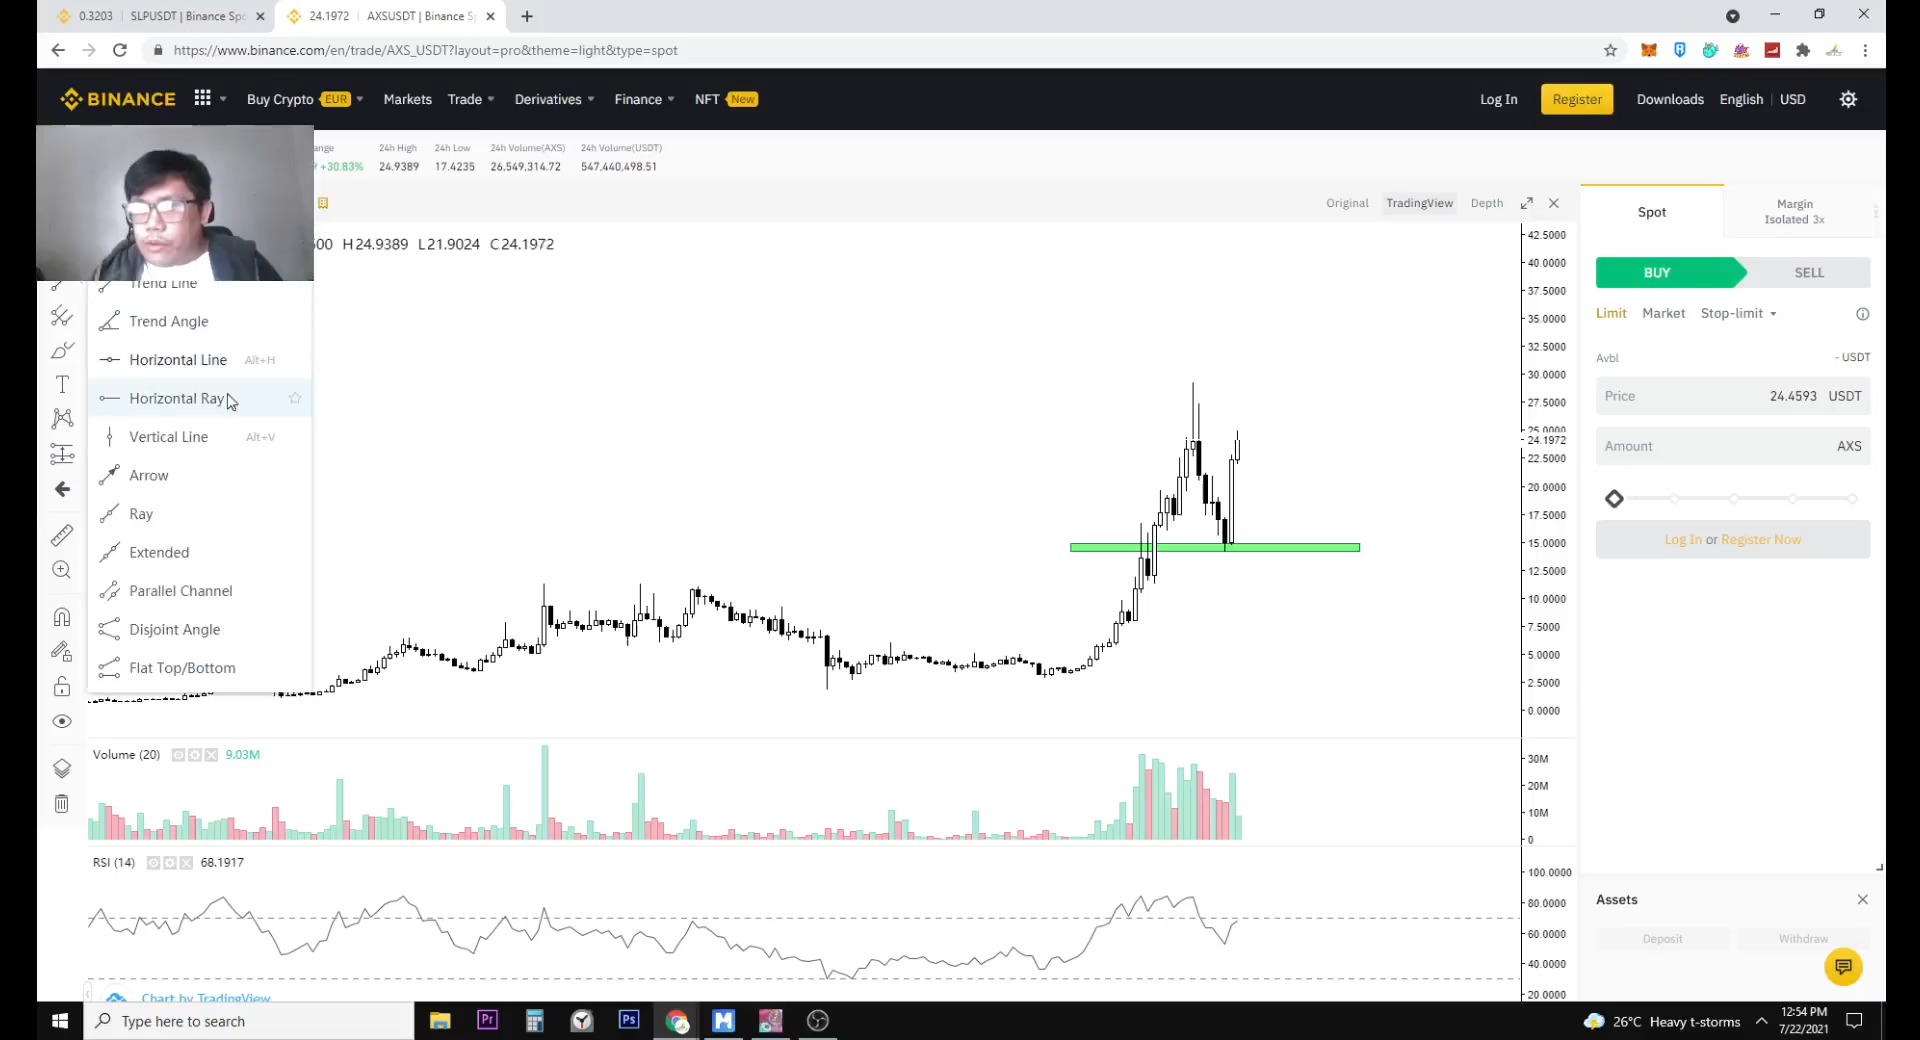 0.3203 SLPUSDT | Binance Spo
24.1972 AXSUSDT | Binance S
https://www.binance.com/en/trade/AXS_USDT?layout=pro&theme=light&type=spot
BINANCE
Buy Crypto EUR
Markets
Trade
Derivatives
Finance
NFT New
Log In
Register
Downloads
English | USD
ange
+30.83%
24h High
24.9389
24h Low
17.4235
24h Volume(AXS)
26,549,314.72
24h Volume(USDT)
547,440,498.51
Original
TradingView
Depth
H24.9389 L21.9024 C24.1972
Trend Line
Trend Angle
Horizontal Line Alt+H
Horizontal Ray
Vertical Line Alt+V
Arrow
Ray
Extended
Parallel Channel
Disjoint Angle
Flat Top/Bottom
42.5000
40.0000
37.5000
35.0000
32.5000
30.0000
27.5000
25.0000
24.1972
22.5000
20.0000
17.5000
15.0000
12.5000
10.0000
7.5000
5.0000
2.5000
0.0000
Volume (20) 9.03M
30M
20M
10M
0
RSI (14) 68.1917
100.0000
80.0000
60.0000
40.0000
20.0000
Chart by TradingView
Spot
Margin
Isolated 3x
BUY
SELL
Limit Market Stop-limit
Avbl - USDT
Price 24.4593 USDT
Amount AXS
Log In or Register Now
Assets
Deposit
Withdraw
Type here to search
Pr
Ps
26°C Heavy t-storms
12:54 PM
7/22/2021